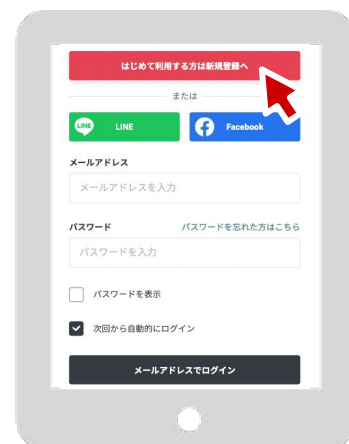 はじめて利用する方は新規登録へ
または
LINE LINE
Facebook
メールアドレス
メールアドレスを入力
パスワード
パスワードを忘れた方はこちら
パスワードを入力
パスワードを表示
次回から自動的にログイン
メールアドレスでログイン